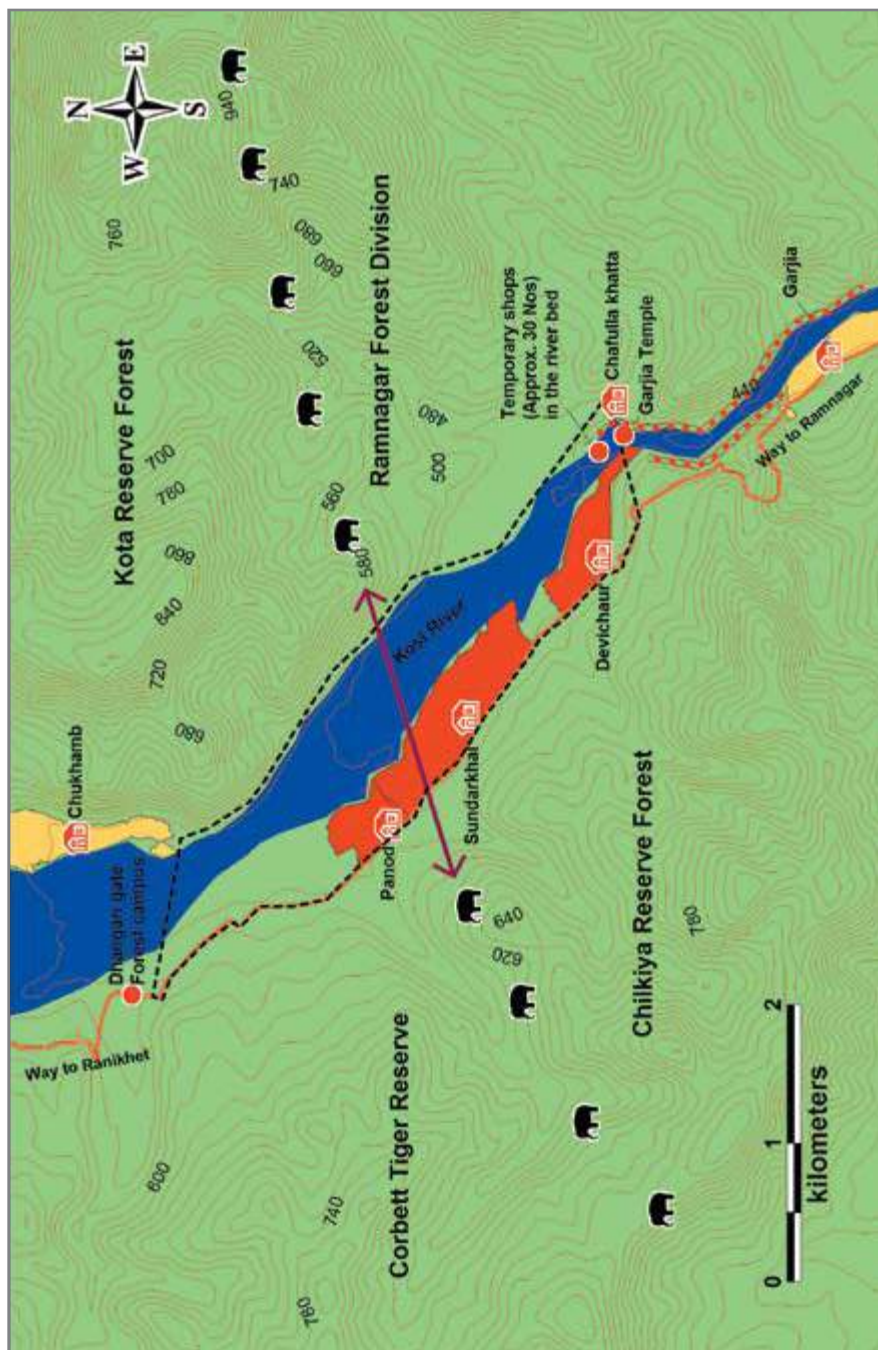 N
E
S
W
940
740
760
680
660
Kota Reserve Forest
Ramnagar Forest Division
520
Temporary shops
(Approx. 30 Nos)
in the river bed
Chafulla khatta
Garjia Temple
Garjia
440
Way to Ramnagar
480
500
700
780
860
840
720
680
560
580
Kosi River
Devichaur
Chukhamb
Sundarkhal
Panod
Dhangari gate
Forest campus
Way to Ranikhet
640
620
780
Chilkiya Reserve Forest
Corbett Tiger Reserve
600
740
760
0
1
2
kilometers